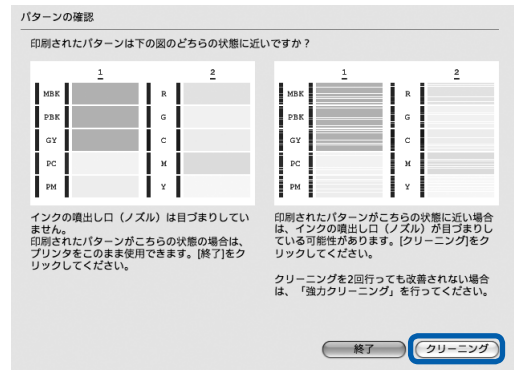 パターンの確認
印刷されたパターンは下の図のどちらの状態に近いですか？
1 2
MBK R
PBK G
GY C
PC M
PM Y
1 2
MBK R
PBK G
GY C
PC M
PM Y
インクの噴出し口（ノズル）は目づまりしてい
ません。
印刷されたパターンがこちらの状態の場合は、
プリンタをこのまま使用できます。[終了]をク
リックしてください。
印刷されたパターンがこちらの状態に近い場合
は、インクの噴出し口（ノズル）が目づまりし
ている可能性があります。[クリーニング]をク
リックしてください。
クリーニングを2回行っても改善されない場合
は、「強力クリーニング」を行ってください。
終了
クリーニング